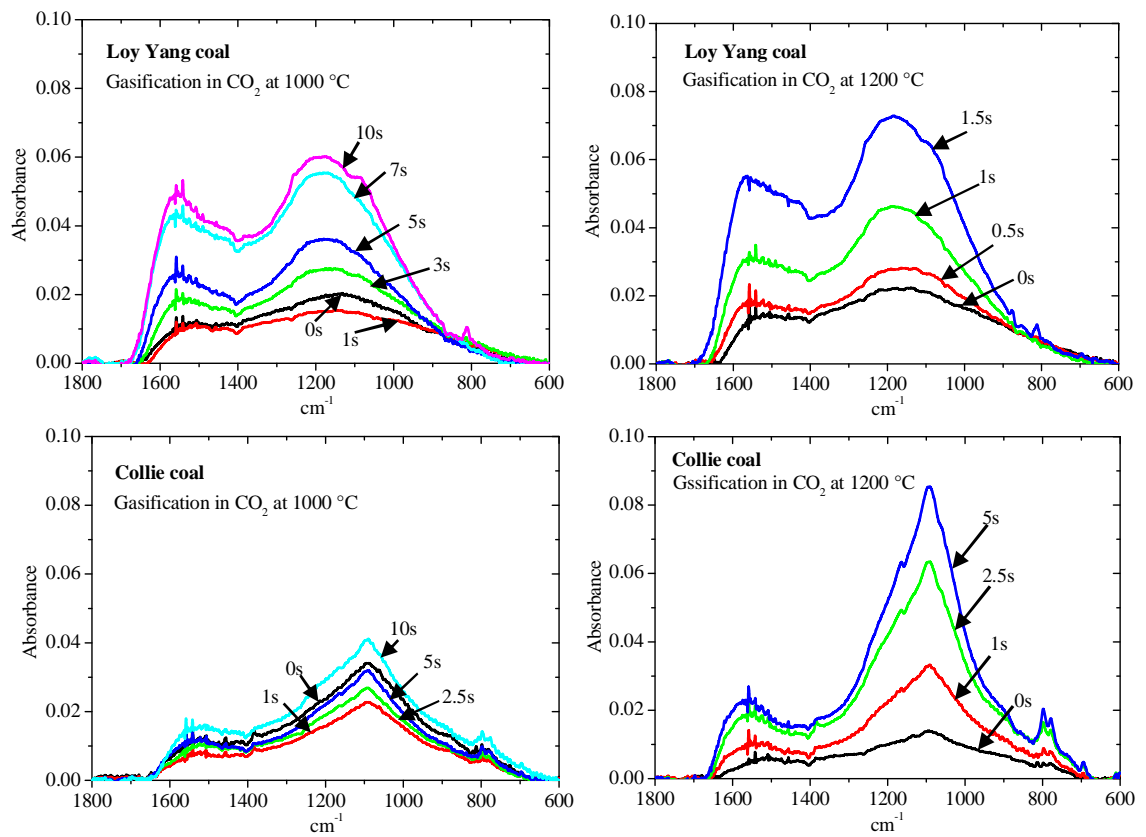 Loy Yang coal
Gasification in CO2 at 1000 °C
10s
7s
5s
3s
0s
1s
0.10
0.08
0.06
0.04
0.02
0.00
Absorbance
1800 1600 1400 1200 1000 800 600
cm-1
Loy Yang coal
Gasification in CO2 at 1200 °C
1.5s
1s
0.5s
0s
0.10
0.08
0.06
0.04
0.02
0.00
Absorbance
1800 1600 1400 1200 1000 800 600
cm-1
Collie coal
Gasification in CO2 at 1000 °C
10s
0s
5s
1s
2.5s
0.10
0.08
0.06
0.04
0.02
0.00
Absorbance
1800 1600 1400 1200 1000 800 600
cm-1
Collie coal
Gssification in CO2 at 1200 °C
5s
2.5s
1s
0s
0.10
0.08
0.06
0.04
0.02
0.00
Absorbance
1800 1600 1400 1200 1000 800 600
cm-1